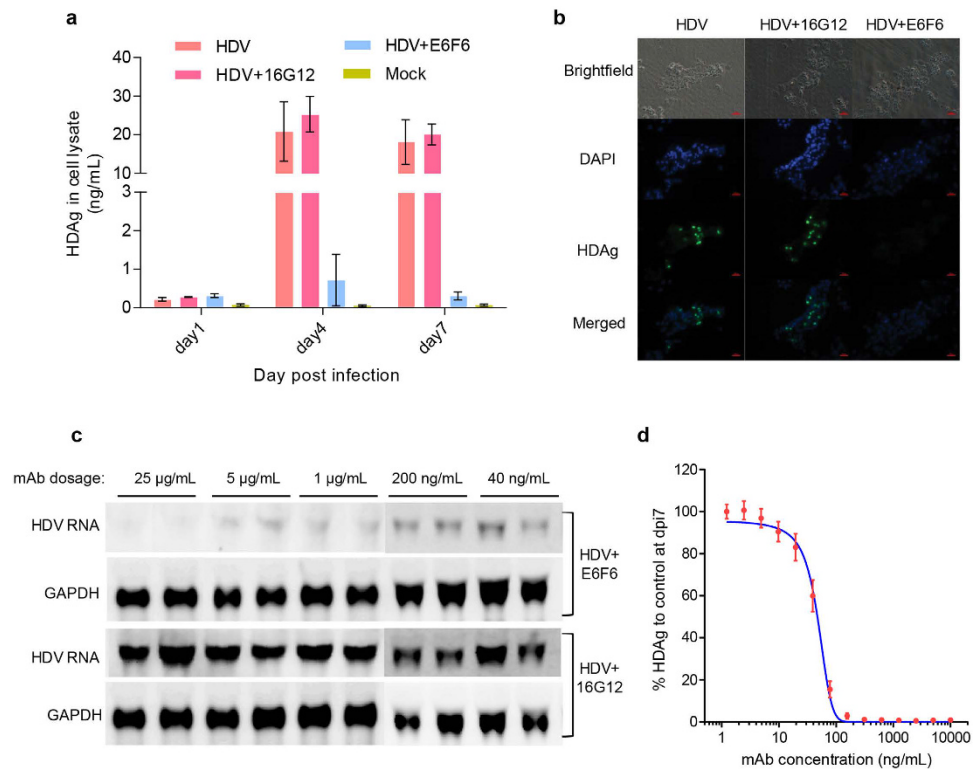 a
HDV
HDV+E6F6
HDV+16G12
Mock
HDAg in cell lysate
(ng/mL)
40
30
20
10
3
2
1
0
day1
day4
day7
Day post infection
b
HDV
HDV+16G12
HDV+E6F6
Brightfield
DAPI
HDAg
Merged
c
mAb dosage:
25 µg/mL
5 µg/mL
1 µg/mL
200 ng/mL
40 ng/mL
HDV RNA
GAPDH
HDV+
E6F6
HDV RNA
GAPDH
HDV+
16G12
d
% HDAg to control at dpi7
120
100
80
60
40
20
0
1
10
100
1000
10000
mAb concentration (ng/mL)